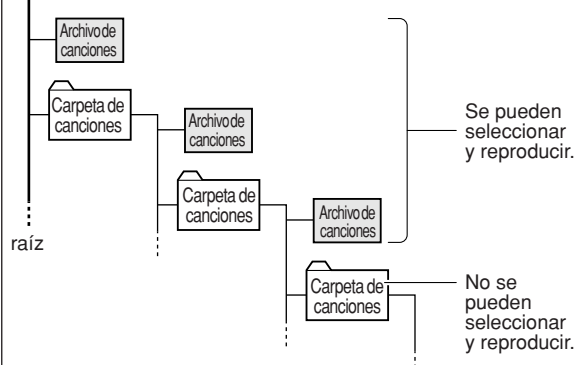 Archivo de
canciones
Carpeta de
canciones
Archivo de
canciones
Carpeta de
canciones
Archivo de
canciones
Carpeta de
canciones
raíz
Se pueden
seleccionar
y reproducir.
No se
pueden
seleccionar
y reproducir.